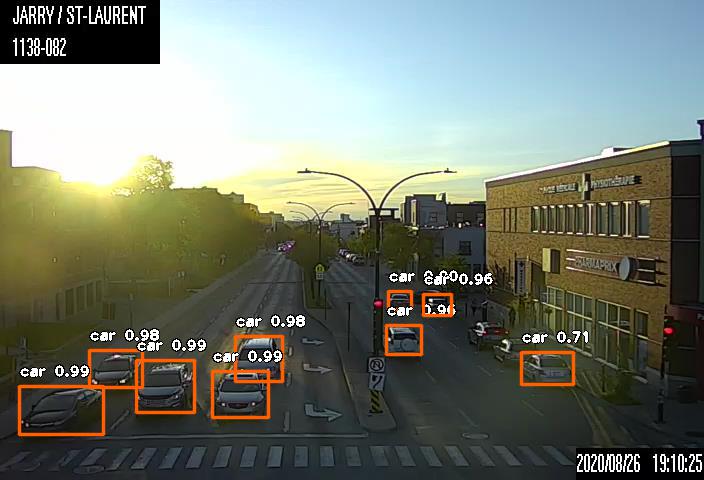 JARRY / ST-LAURENT
1138-082
PHYSIOTHÉRAPIE
PHARMAPRIX
car 0.96
car 0.96
car 0.71
car 0.98
car 0.98
car 0.99
car 0.99
car 0.99
2020/08/26 19:10:25